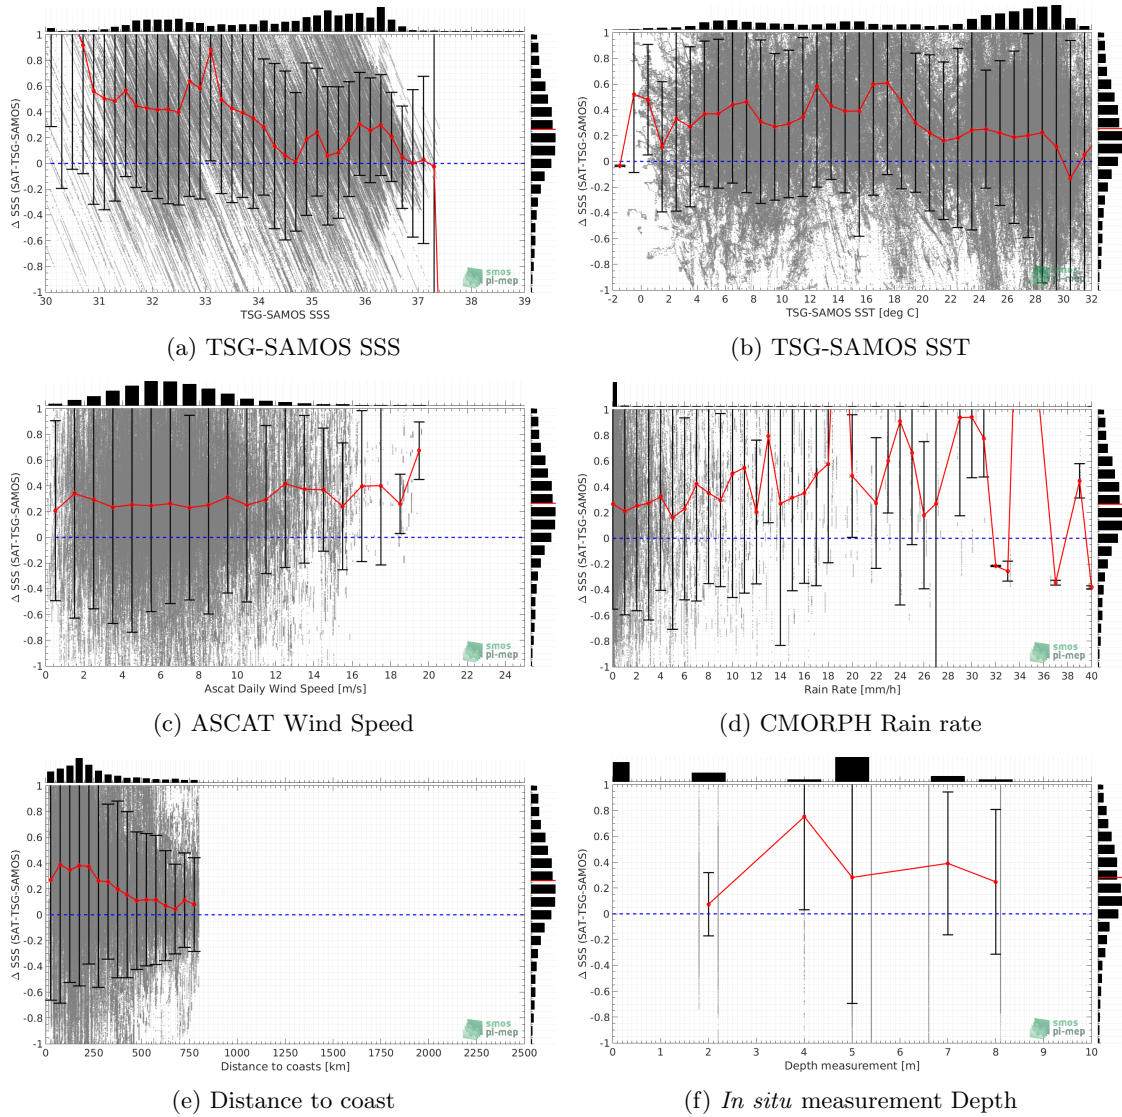 1
0.8
0.6
0.4
0.2
0
-0.2
-0.4
-0.6
-0.8
-1
Δ SSS (SAT-TSG-SAMOS)
30 31 32 33 34 35 36 37 38 39
TSG-SAMOS SSS
smos
pi-mep
(a) TSG-SAMOS SSS
1
0.8
0.6
0.4
0.2
0
-0.2
-0.4
-0.6
-0.8
-1
Δ SSS (SAT-TSG-SAMOS)
-2 0 2 4 6 8 10 12 14 16 18 20 22 24 26 28 30 32
TSG-SAMOS SST [deg C]
smos
pi-mep
(b) TSG-SAMOS SST
1
0.8
0.6
0.4
0.2
0
-0.2
-0.4
-0.6
-0.8
-1
Δ SSS (SAT-TSG-SAMOS)
0 2 4 6 8 10 12 14 16 18 20 22 24
Ascat Daily Wind Speed [m/s]
smos
pi-mep
(c) ASCAT Wind Speed
1
0.8
0.6
0.4
0.2
0
-0.2
-0.4
-0.6
-0.8
-1
Δ SSS (SAT-TSG-SAMOS)
0 2 4 6 8 10 12 14 16 18 20 22 24 26 28 30 32 34 36 38 40
Rain Rate [mm/h]
smos
pi-mep
(d) CMORPH Rain rate
1
0.8
0.6
0.4
0.2
0
-0.2
-0.4
-0.6
-0.8
-1
Δ SSS (SAT-TSG-SAMOS)
0 250 500 750 1000 1250 1500 1750 2000 2250 2500
Distance to coasts [km]
smos
pi-mep
(e) Distance to coast
1
0.8
0.6
0.4
0.2
0
-0.2
-0.4
-0.6
-0.8
-1
Δ SSS (SAT-TSG-SAMOS)
0 1 2 3 4 5 6 7 8 9 10
Depth measurement [m]
smos
pi-mep
(f) In situ measurement Depth